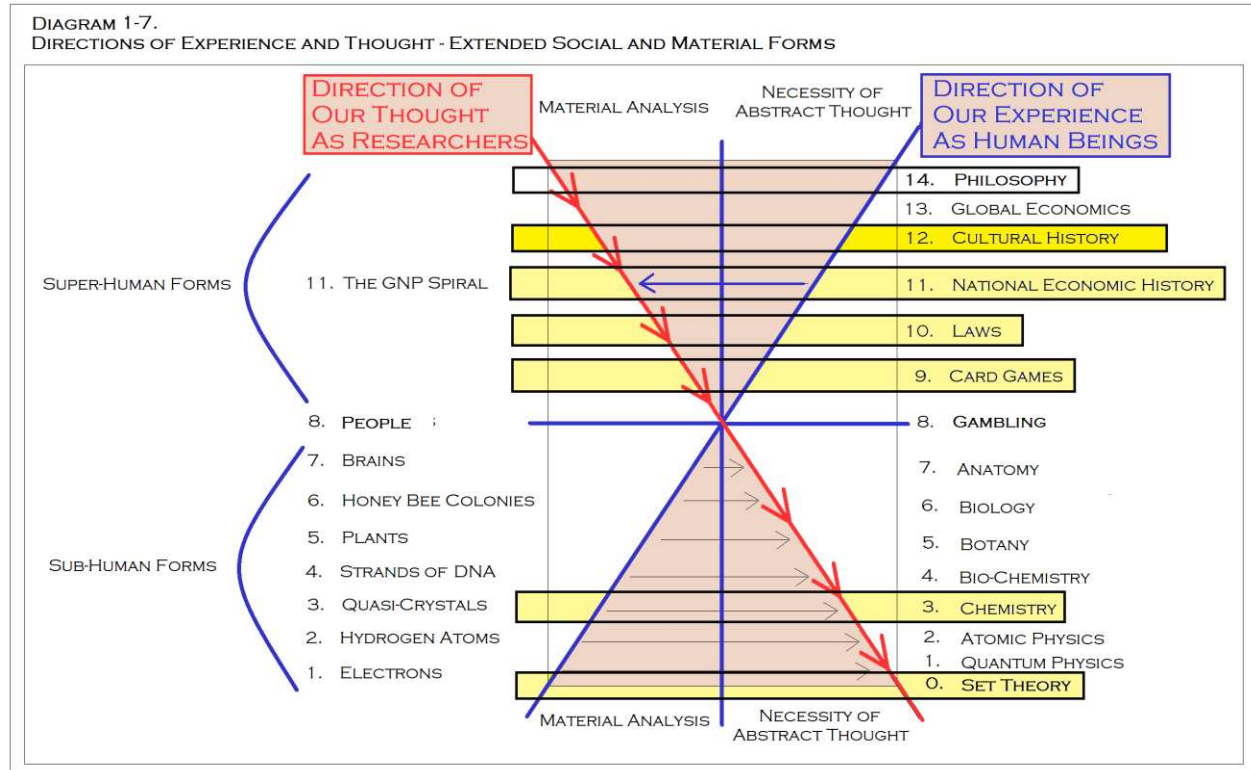 DIAGRAM 1-7.
DIRECTIONS OF EXPERIENCE AND THOUGHT - EXTENDED SOCIAL AND MATERIAL FORMS
DIRECTION OF
OUR THOUGHT
AS RESEARCHERS
MATERIAL ANALYSIS
NECESSITY OF
ABSTRACT THOUGHT
DIRECTION OF
OUR EXPERIENCE
AS HUMAN BEINGS
14. PHILOSOPHY
13. GLOBAL ECONOMICS
12. CULTURAL HISTORY
SUPER-HUMAN FORMS
11. THE GNP SPIRAL
11. NATIONAL ECONOMIC HISTORY
10. LAWS
9. CARD GAMES
8. PEOPLE
8. GAMBLING
7. BRAINS
7. ANATOMY
6. HONEY BEE COLONIES
6. BIOLOGY
5. PLANTS
5. BOTANY
SUB-HUMAN FORMS
4. STRANDS OF DNA
4. BIO-CHEMISTRY
3. QUASI-CRYSTALS
3. CHEMISTRY
2. HYDROGEN ATOMS
2. ATOMIC PHYSICS
1. ELECTRONS
1. QUANTUM PHYSICS
0. SET THEORY
MATERIAL ANALYSIS
NECESSITY OF
ABSTRACT THOUGHT